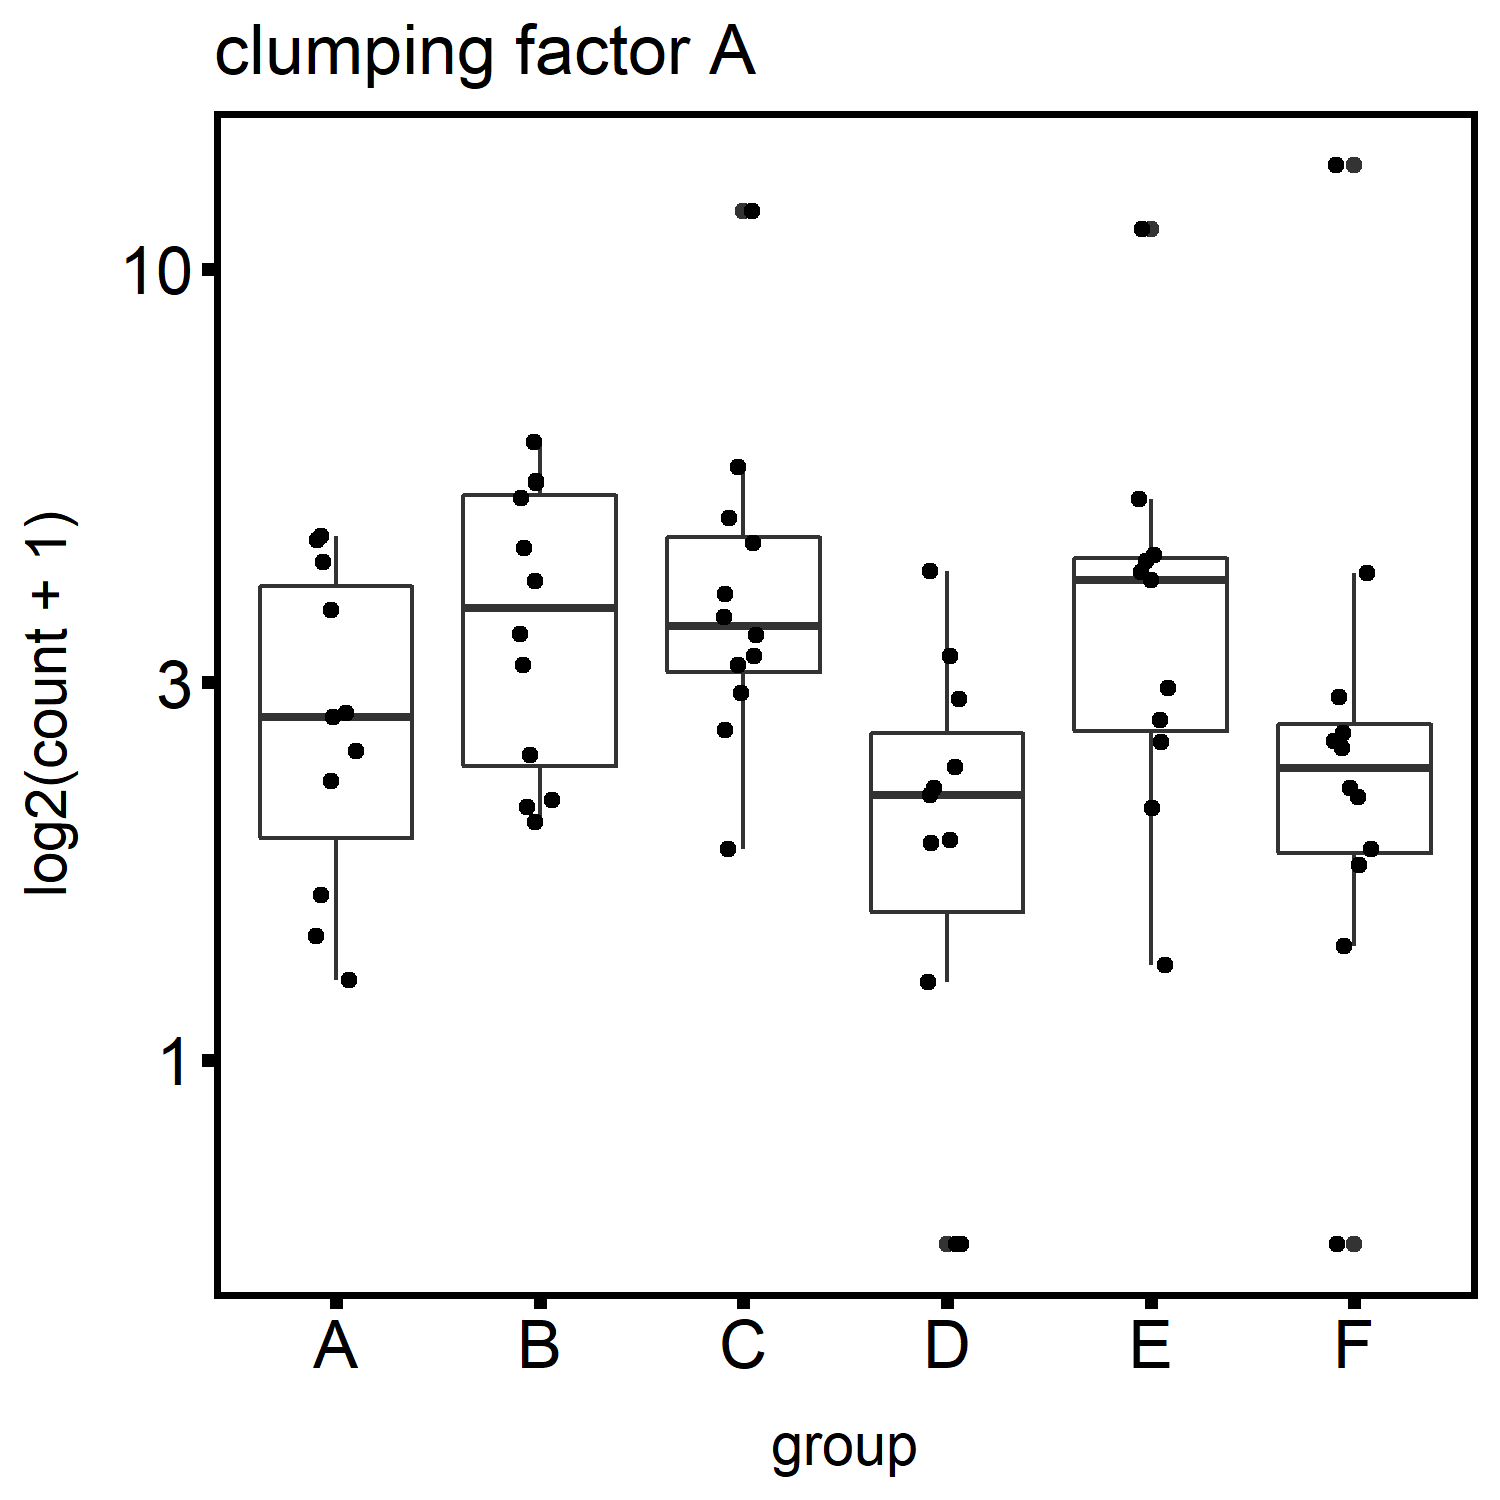 clumping factor A
log2(count + 1)
10
3
1
A B C D E F
group